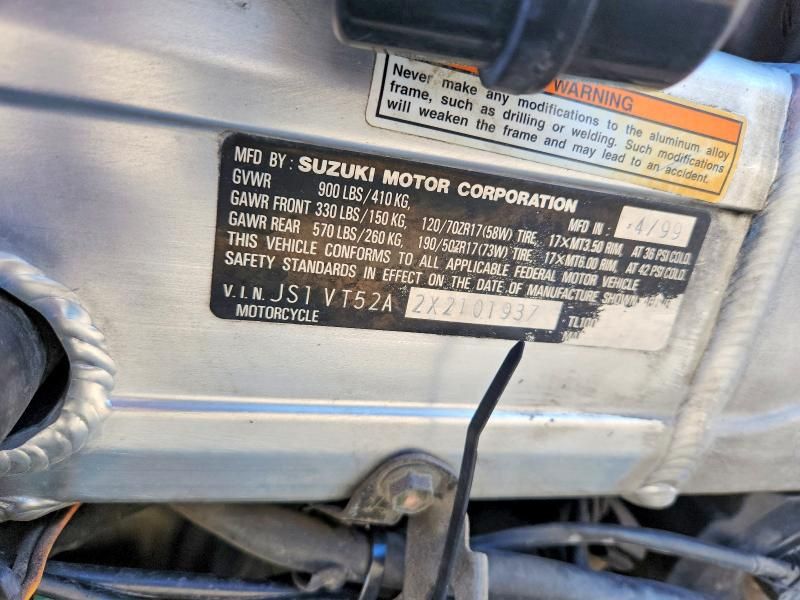 WARNING
Never make any modifications to the aluminum alloy
frame, such as drilling or welding. Such modifications
will weaken the frame and may lead to an accident.
MFD BY : SUZUKI MOTOR CORPORATION
MFD IN : 4/99
GVWR 900 LBS/410 KG,
GAWR FRONT 330 LBS/150 KG, 120/70ZR17(58W) TIRE 17×MT3.50 RIM, AT 36 PSI COLD.
GAWR REAR 570 LBS/260 KG, 190/50ZR17(73W) TIRE 17×MT6.00 RIM, AT 42 PSI COLD.
THIS VEHICLE CONFORMS TO ALL APPLICABLE FEDERAL MOTOR VEHICLE
SAFETY STANDARDS IN EFFECT ON THE DATE OF MANUFACTURE SHOWN
V.I.N. JS1VT52A 2X2101937
MOTORCYCLE